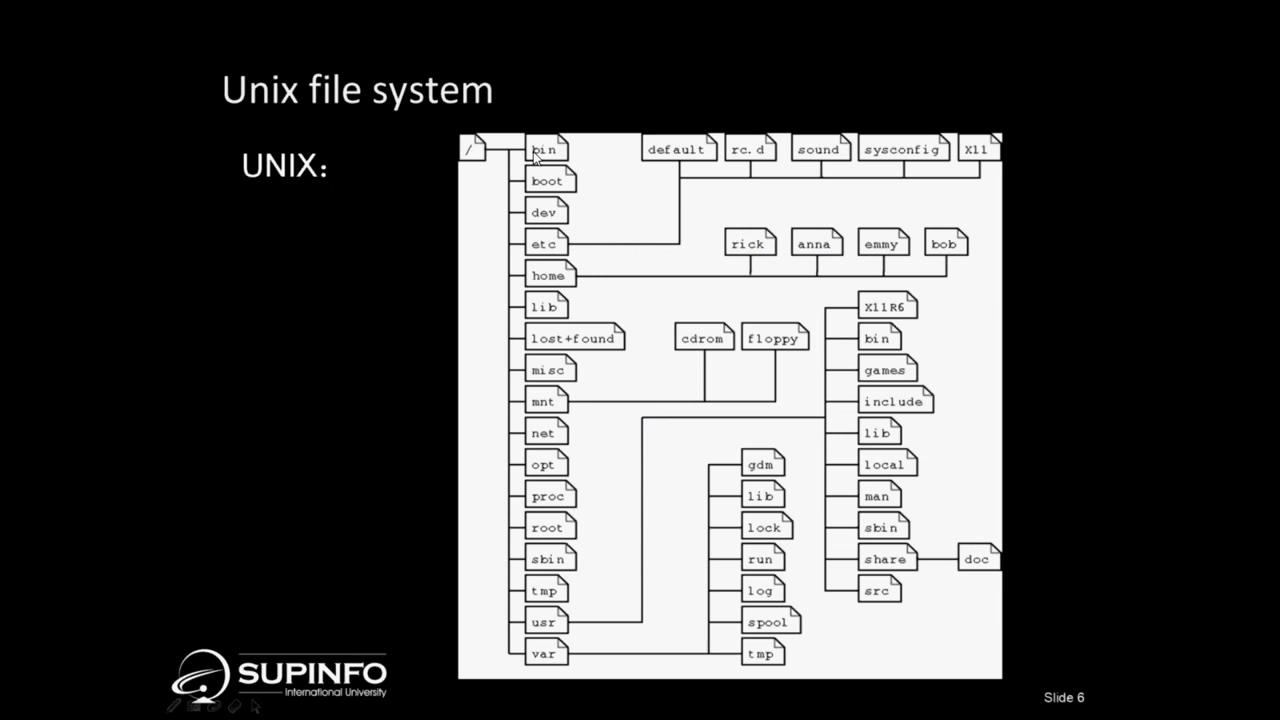 Unix file system
UNIX:
/ bin default rc.d sound sysconfig X11
boot
dev
etc rick anna emmy bob
home
lib X11R6
lost+found cdrom floppy bin
misc games
mnt include
net lib
opt gdm local
proc lib man
root lock sbin
sbin run share doc
tmp log src
usr spool
var tmp
SUPINFO
International University
Slide 6